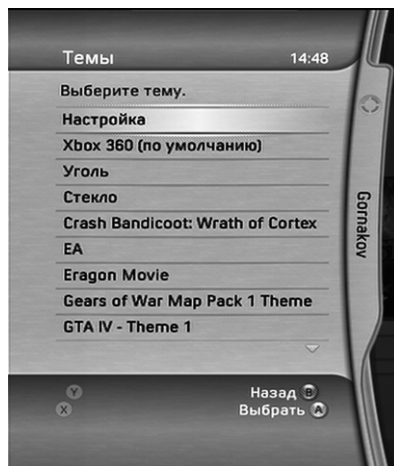 Темы 14:48
Выберите тему.
Настройка
Xbox 360 (по умолчанию)
Уголь
Стекло
Crash Bandicoot: Wrath of Cortex
EA
Eragon Movie
Gears of War Map Pack 1 Theme
GTA IV - Theme 1
Gornakov
Y
Назад B
X
Выбрать A